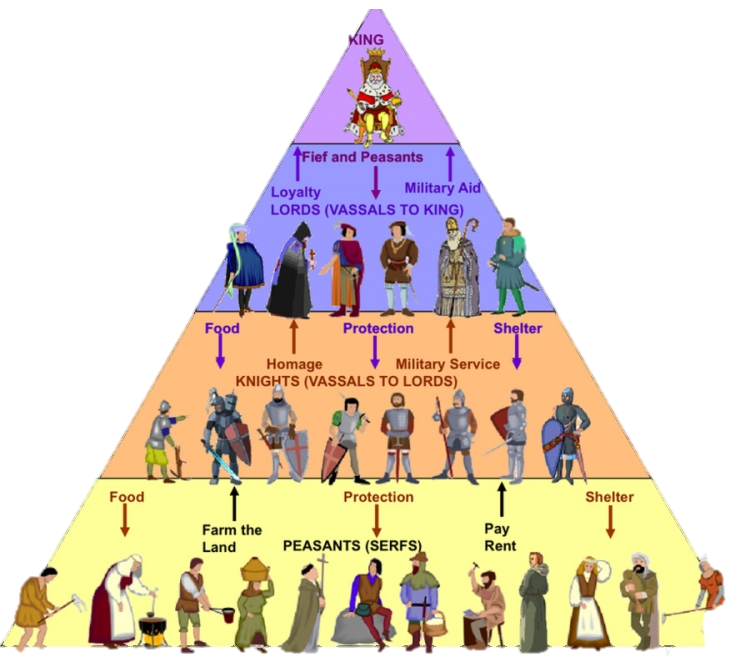 KING
Fief and Peasants
Loyalty
Military Aid
LORDS (VASSALS TO KING)
Food
Protection
Shelter
Homage
Military Service
KNIGHTS (VASSALS TO LORDS)
Food
Protection
Shelter
Farm the
Land
Pay
Rent
PEASANTS (SERFS)